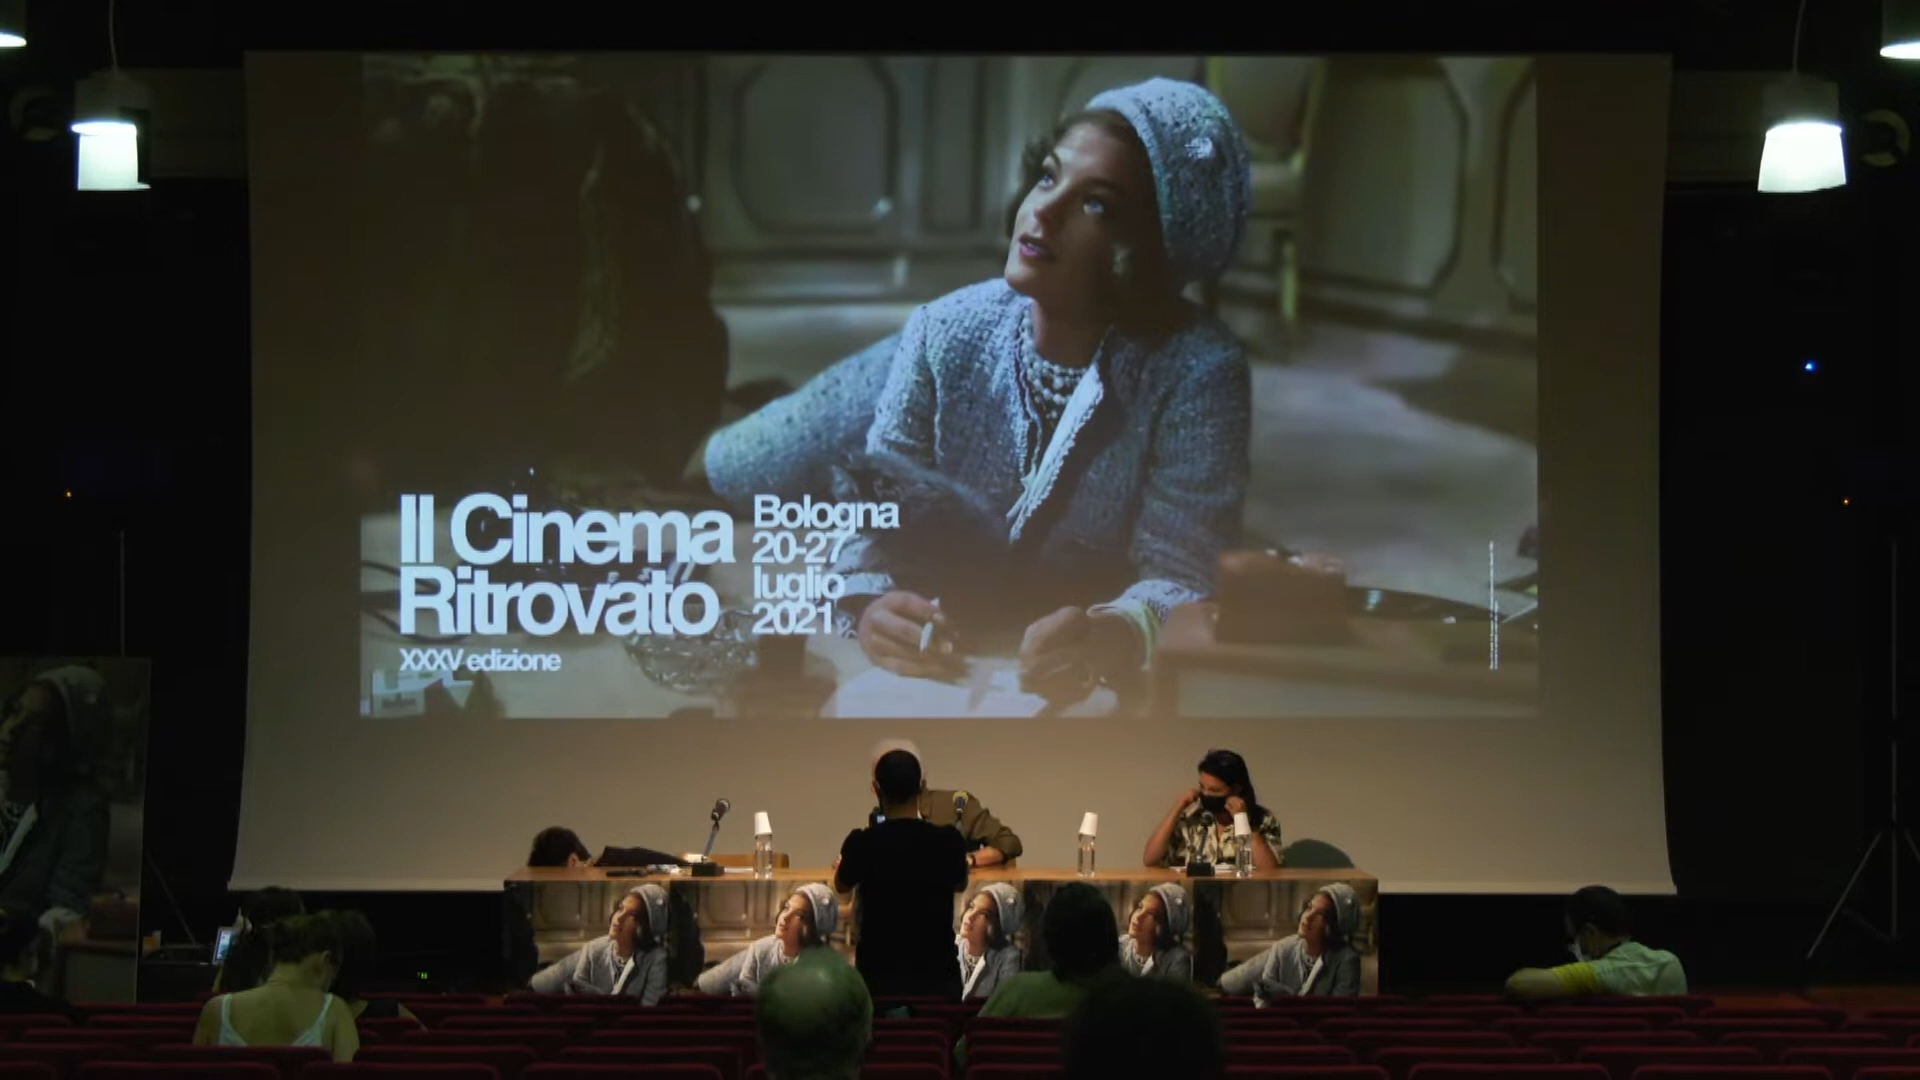 Il Cinema
Ritrovato
XXXV edizione
Bologna
20-27
luglio
2021